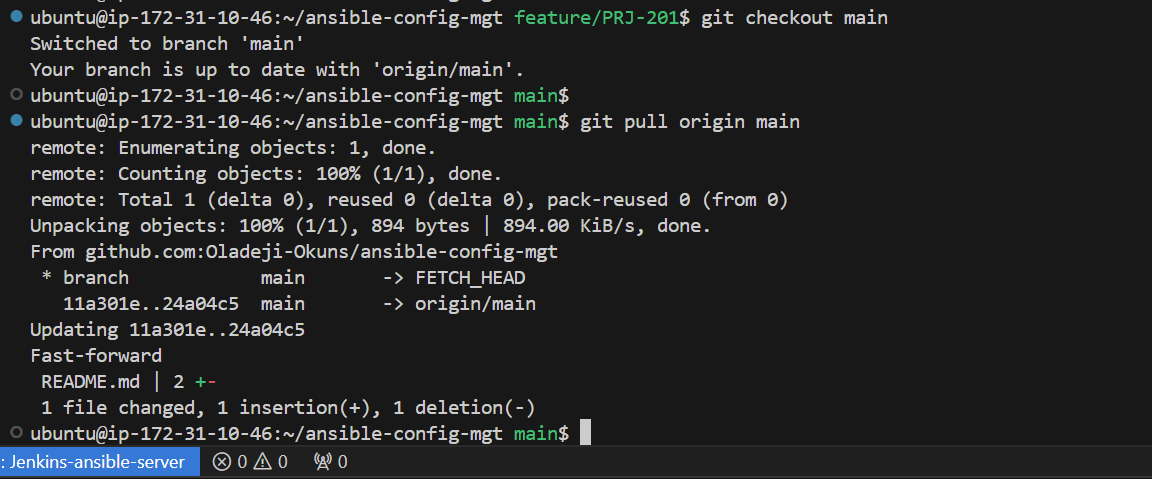 ubuntu@ip-172-31-10-46:~/ansible-config-mgt feature/PRJ-201$ git checkout main
Switched to branch 'main'
Your branch is up to date with 'origin/main'.
ubuntu@ip-172-31-10-46:~/ansible-config-mgt main$
ubuntu@ip-172-31-10-46:~/ansible-config-mgt main$ git pull origin main
remote: Enumerating objects: 1, done.
remote: Counting objects: 100% (1/1), done.
remote: Total 1 (delta 0), reused 0 (delta 0), pack-reused 0 (from 0)
Unpacking objects: 100% (1/1), 894 bytes | 894.00 KiB/s, done.
From github.com:Oladeji-Okuns/ansible-config-mgt
 * branch            main       -> FETCH_HEAD
   11a301e..24a04c5  main       -> origin/main
Updating 11a301e..24a04c5
Fast-forward
 README.md | 2 +-
 1 file changed, 1 insertion(+), 1 deletion(-)
ubuntu@ip-172-31-10-46:~/ansible-config-mgt main$
: Jenkins-ansible-server 0 0 0